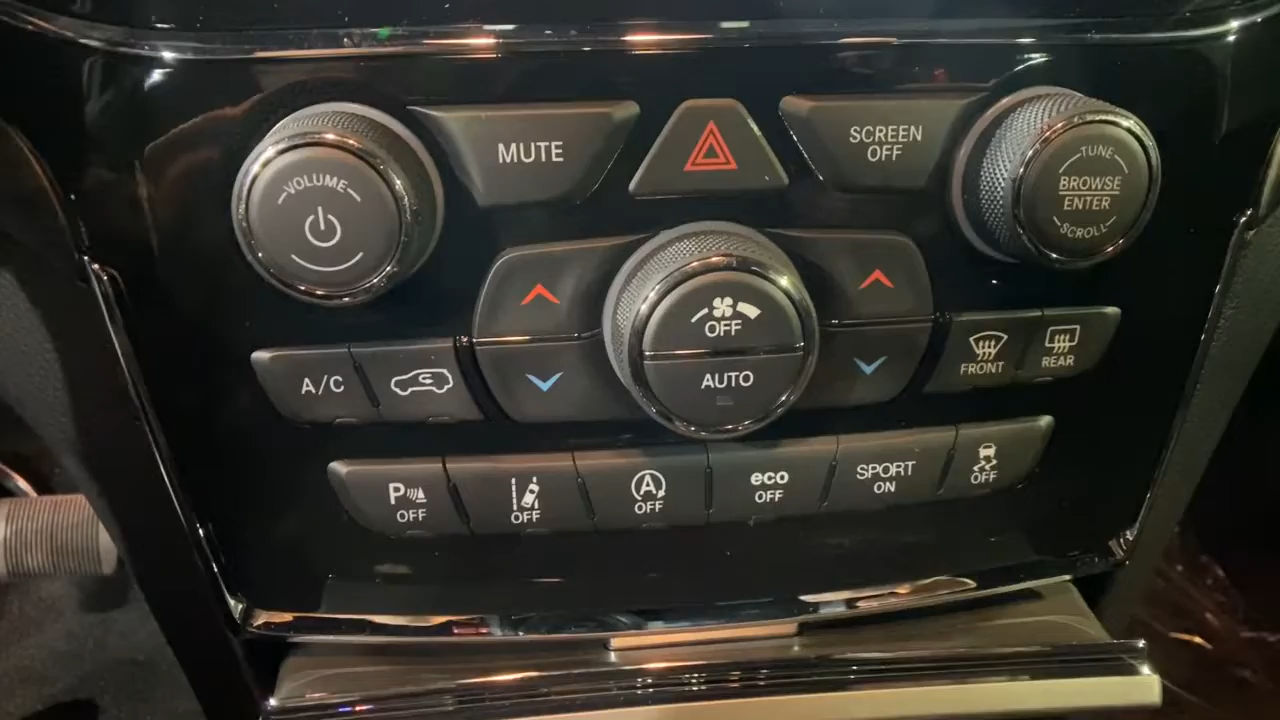 VOLUME
MUTE
SCREEN
OFF
TUNE
BROWSE
ENTER
SCROLL
OFF
AUTO
A/C
FRONT
REAR
P
OFF
OFF
A
OFF
eco
OFF
SPORT
ON
OFF